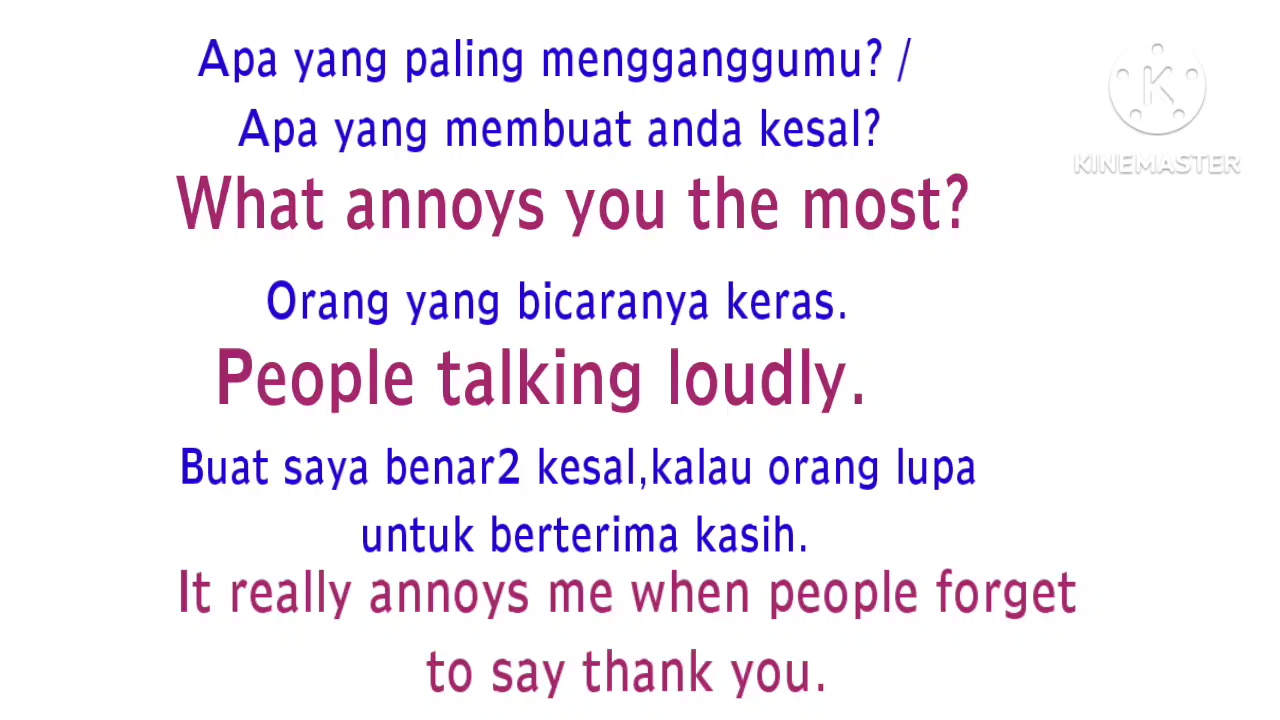 Apa yang paling mengganggumu? /
Apa yang membuat anda kesal?
What annoys you the most?
Orang yang bicaranya keras.
People talking loudly.
Buat saya benar2 kesal,kalau orang lupa
untuk berterima kasih.
It really annoys me when people forget
to say thank you.
K
KINEMASTER